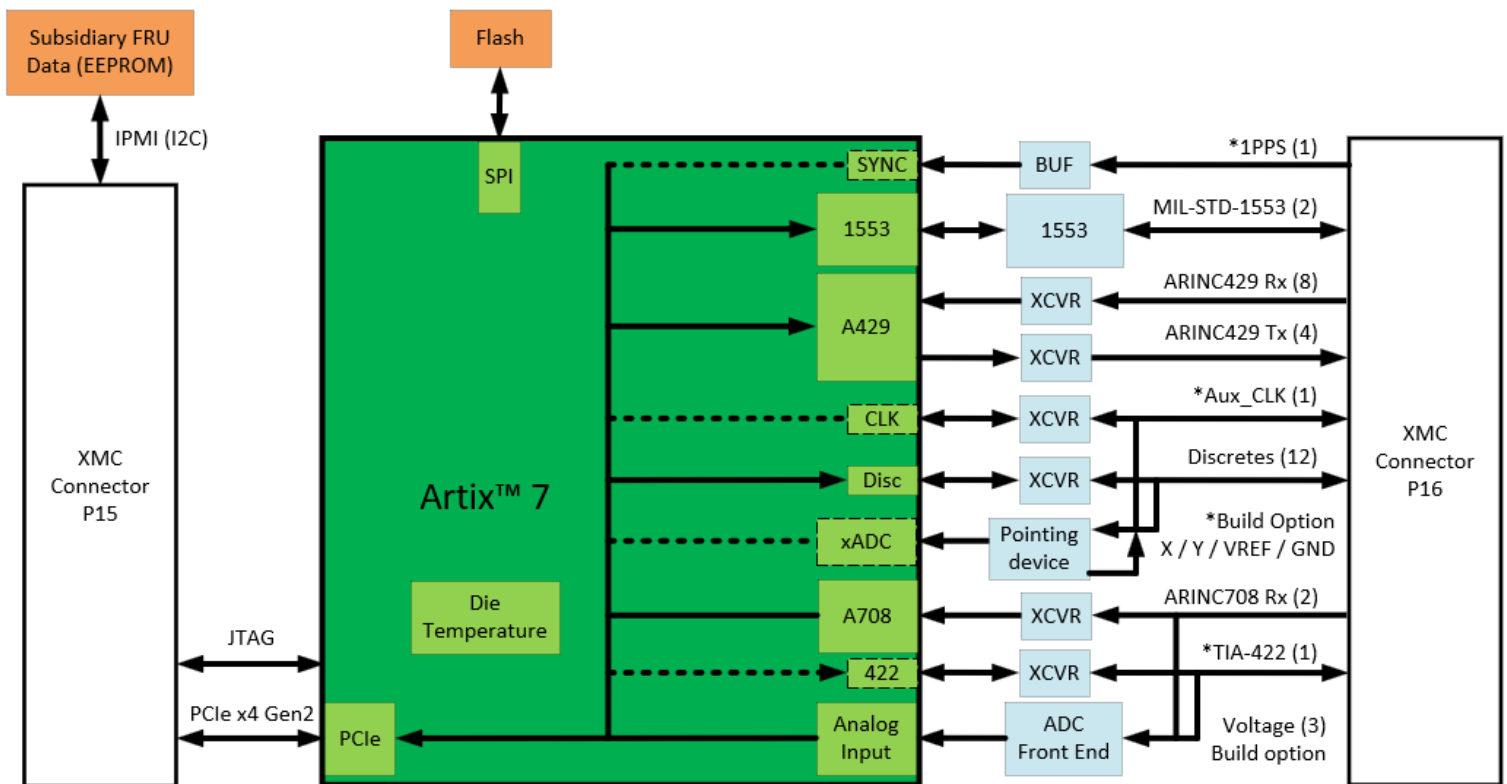 Subsidiary FRU
Data (EEPROM)
Flash
IPMI (I2C)
SPI
SYNC
BUF
*1PPS (1)
1553
1553
MIL-STD-1553 (2)
A429
XCVR
ARINC429 Rx (8)
XCVR
ARINC429 Tx (4)
CLK
XCVR
*Aux_CLK (1)
XMC
Connector
P15
Artix™ 7
Disc
XCVR
Discretes (12)
XMC
Connector
P16
xADC
Pointing
device
*Build Option
X / Y / VREF / GND
Die
Temperature
A708
XCVR
ARINC708 Rx (2)
JTAG
422
XCVR
*TIA-422 (1)
PCIe x4 Gen2
PCIe
Analog
Input
ADC
Front End
Voltage (3)
Build option